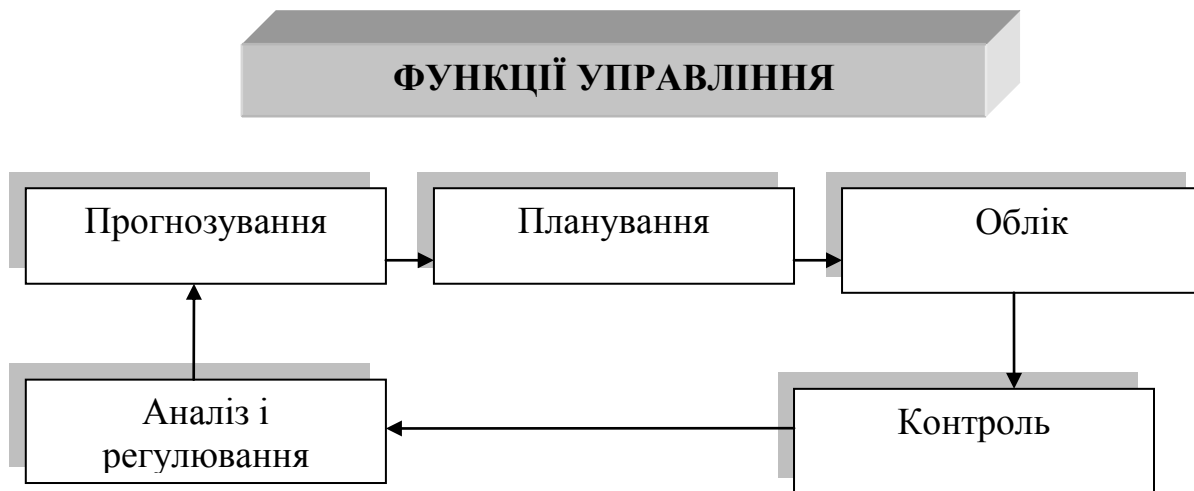 ФУНКЦІЇ УПРАВЛІННЯ
Прогнозування
Планування
Облік
Аналіз і
регулювання
Контроль